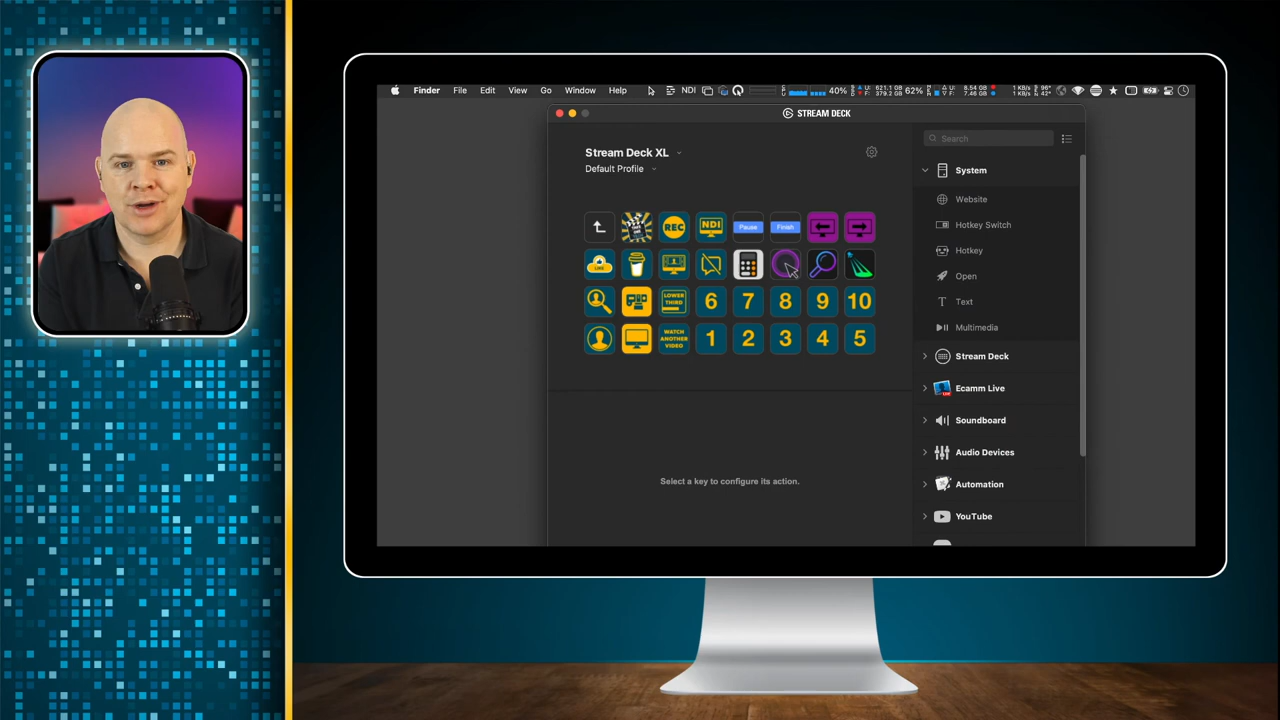 Finder File Edit View Go Window Help NDI 40% 62%
STREAM DECK
Stream Deck XL
Default Profile
Search
System
Website
Hotkey Switch
Hotkey
Open
Text
Multimedia
Stream Deck
Ecamm Live
Soundboard
Audio Devices
Automation
YouTube
REC NDI Pause Finish
LIVE
LOWER THIRD 6 7 8 9 10
WATCH ANOTHER VIDEO 1 2 3 4 5
Select a key to configure its action.